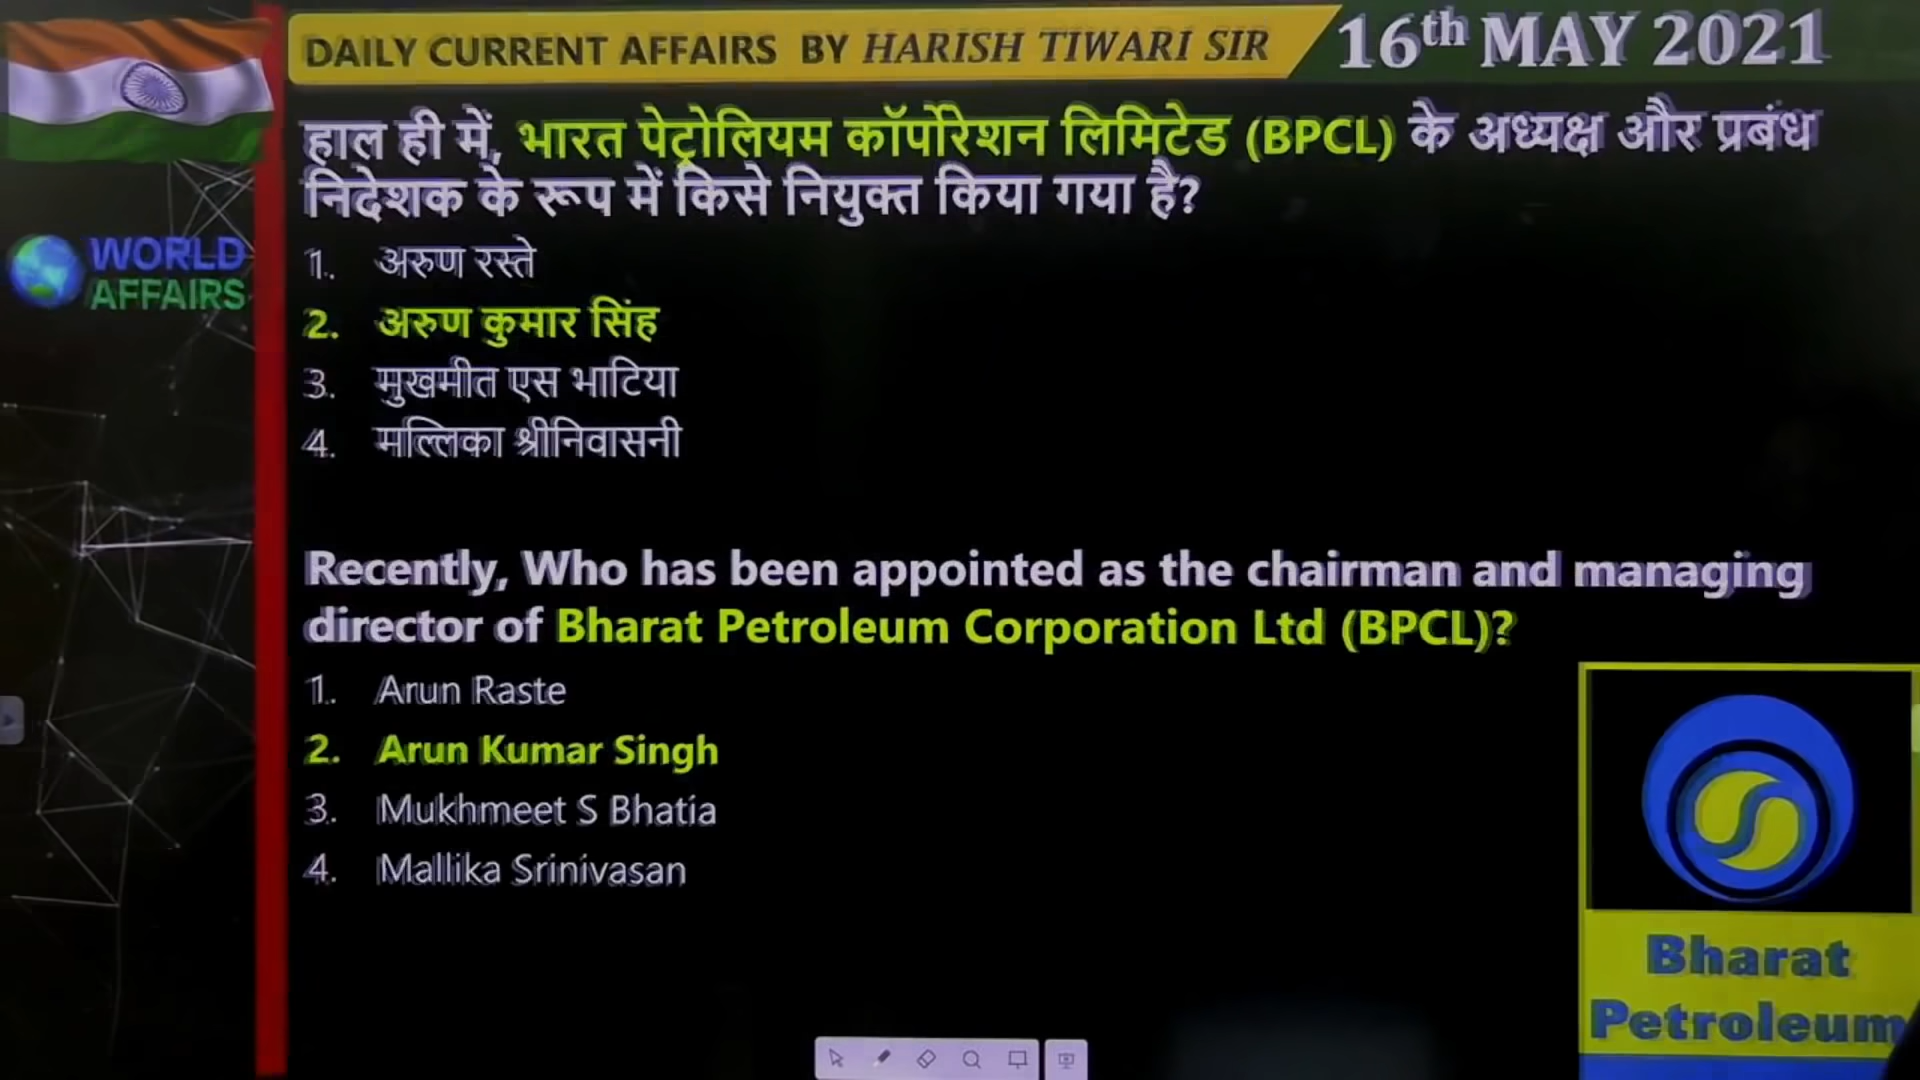 DAILY CURRENT AFFAIRS BY HARISH TIWARI SIR
16th MAY 2021
हाल ही में, भारत पेट्रोलियम कॉर्पोरेशन लिमिटेड (BPCL) के अध्यक्ष और प्रबंध
निदेशक के रूप में किसे नियुक्त किया गया है?
WORLD
AFFAIRS
1. अरुण रस्ते
2. अरुण कुमार सिंह
3. मुखमीत एस भाटिया
4. मल्लिका श्रीनिवासनी
Recently, Who has been appointed as the chairman and managing
director of Bharat Petroleum Corporation Ltd (BPCL)?
1. Arun Raste
2. Arun Kumar Singh
3. Mukhmeet S Bhatia
4. Mallika Srinivasan
Bharat
Petroleum